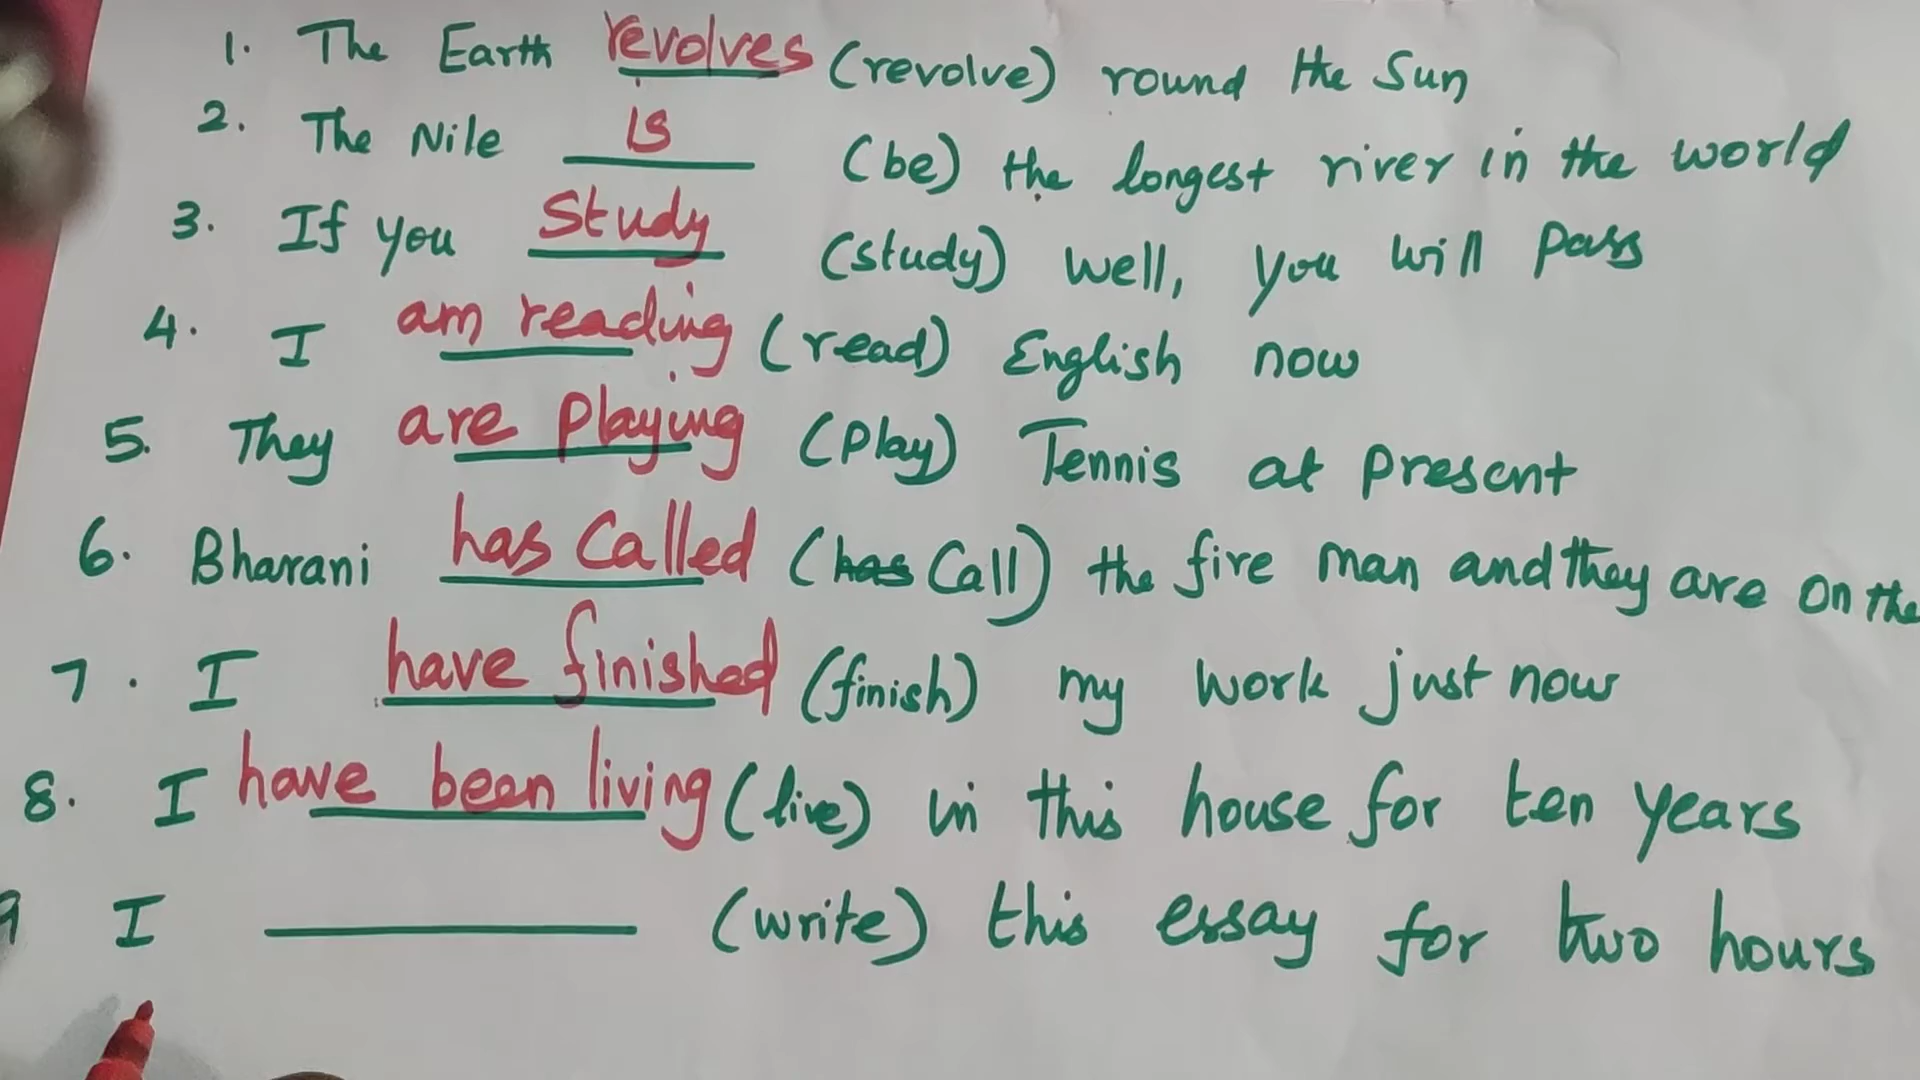 1. The Earth revolves (revolve) round the Sun
2. The Nile is (be) the longest river in the world
3. If you study (study) well, you will pass
4. I am reading (read) English now
5. They are playing (Play) Tennis at present
6. Bharani has called (has Call) the fire man and they are on the
7. I have finished (finish) my work just now
8. I have been living (live) in this house for ten years
9 I ________ (write) this essay for two hours